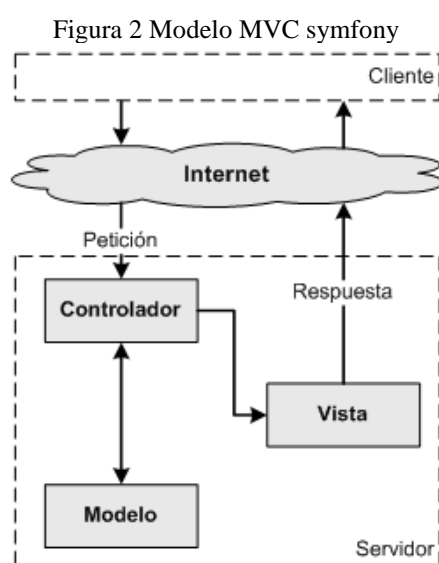 Figura 2 Modelo MVC symfony
Cliente
Internet
Petición
Controlador
Respuesta
Vista
Modelo
Servidor